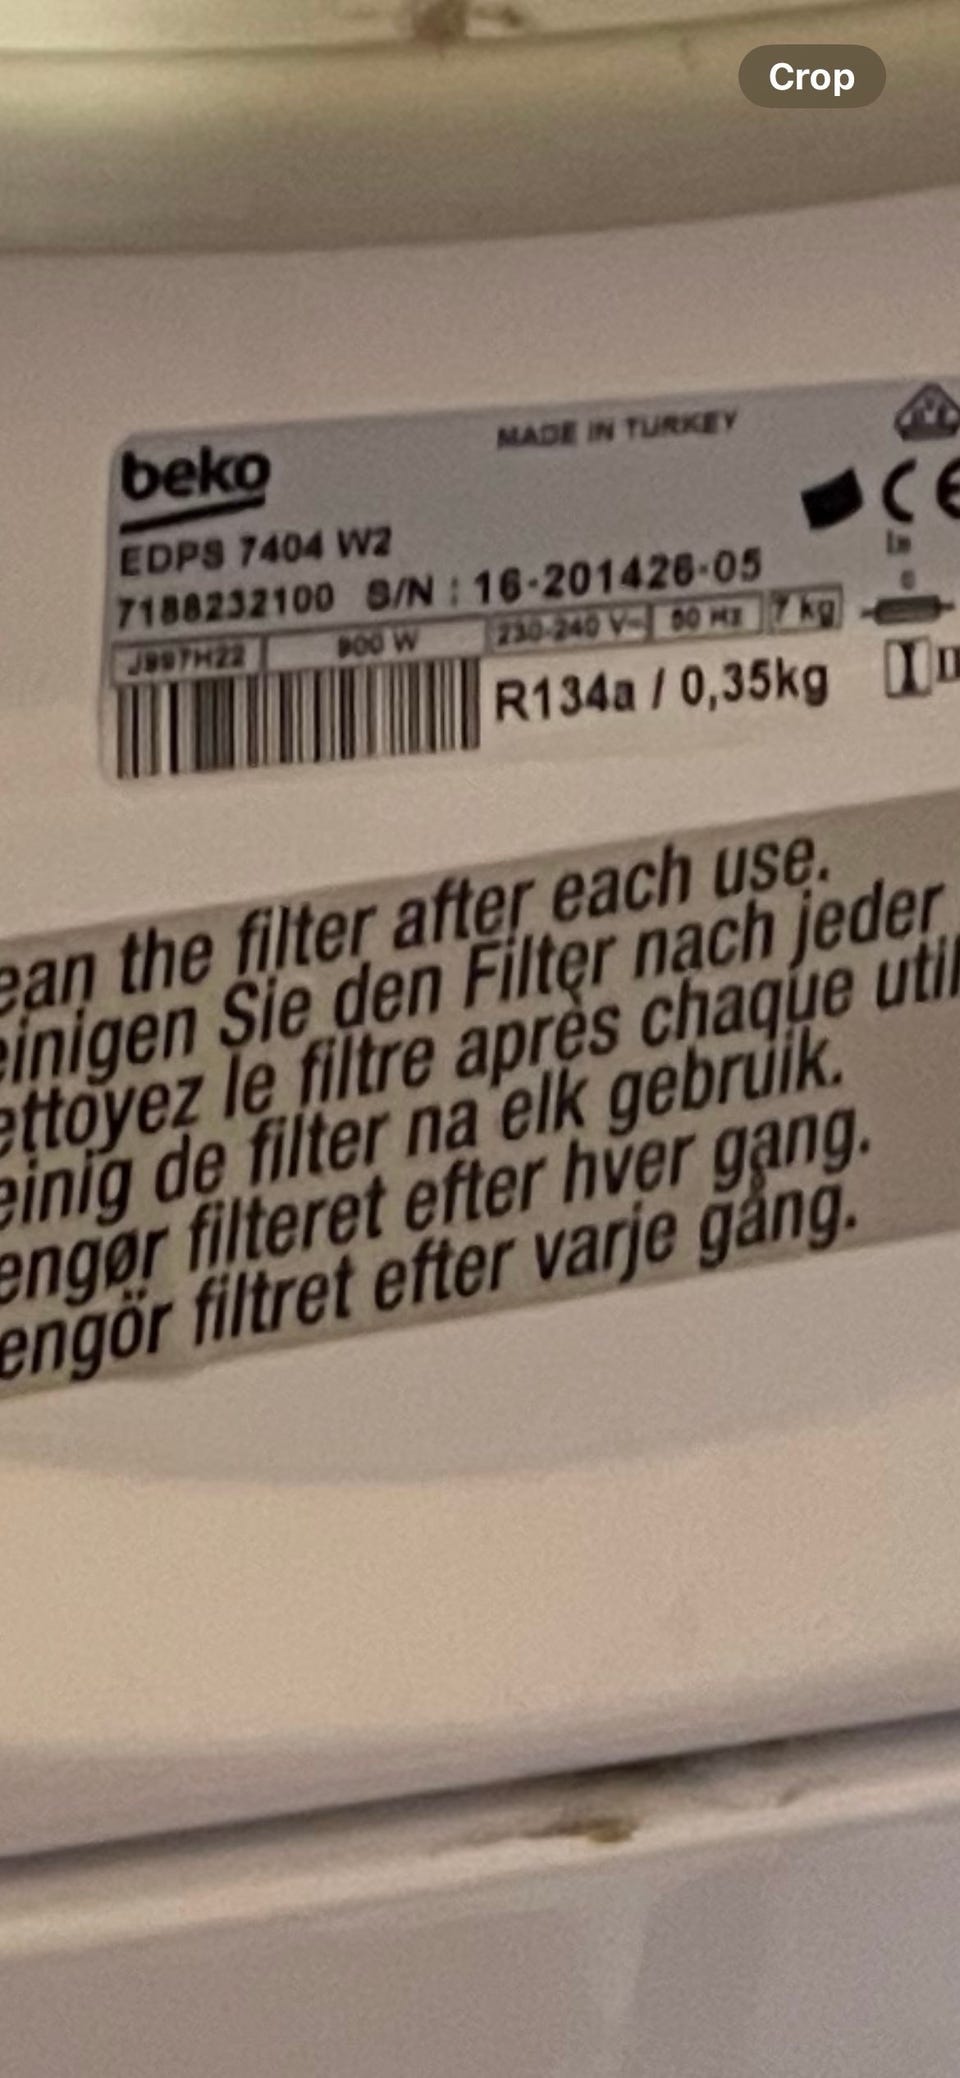 Crop
MADE IN TURKEY
beko
EDPS 7404 W2
7188232100 S/N : 16-201426-05
J997H22 900 W 230-240 V~ 50 Hz 7 kg
R134a / 0,35kg
ean the filter after each use.
einigen Sie den Filter nach jeder
ettoyez le filtre après chaque util
einig de filter na elk gebruik.
engør filteret efter hver gang.
engör filtret efter varje gång.